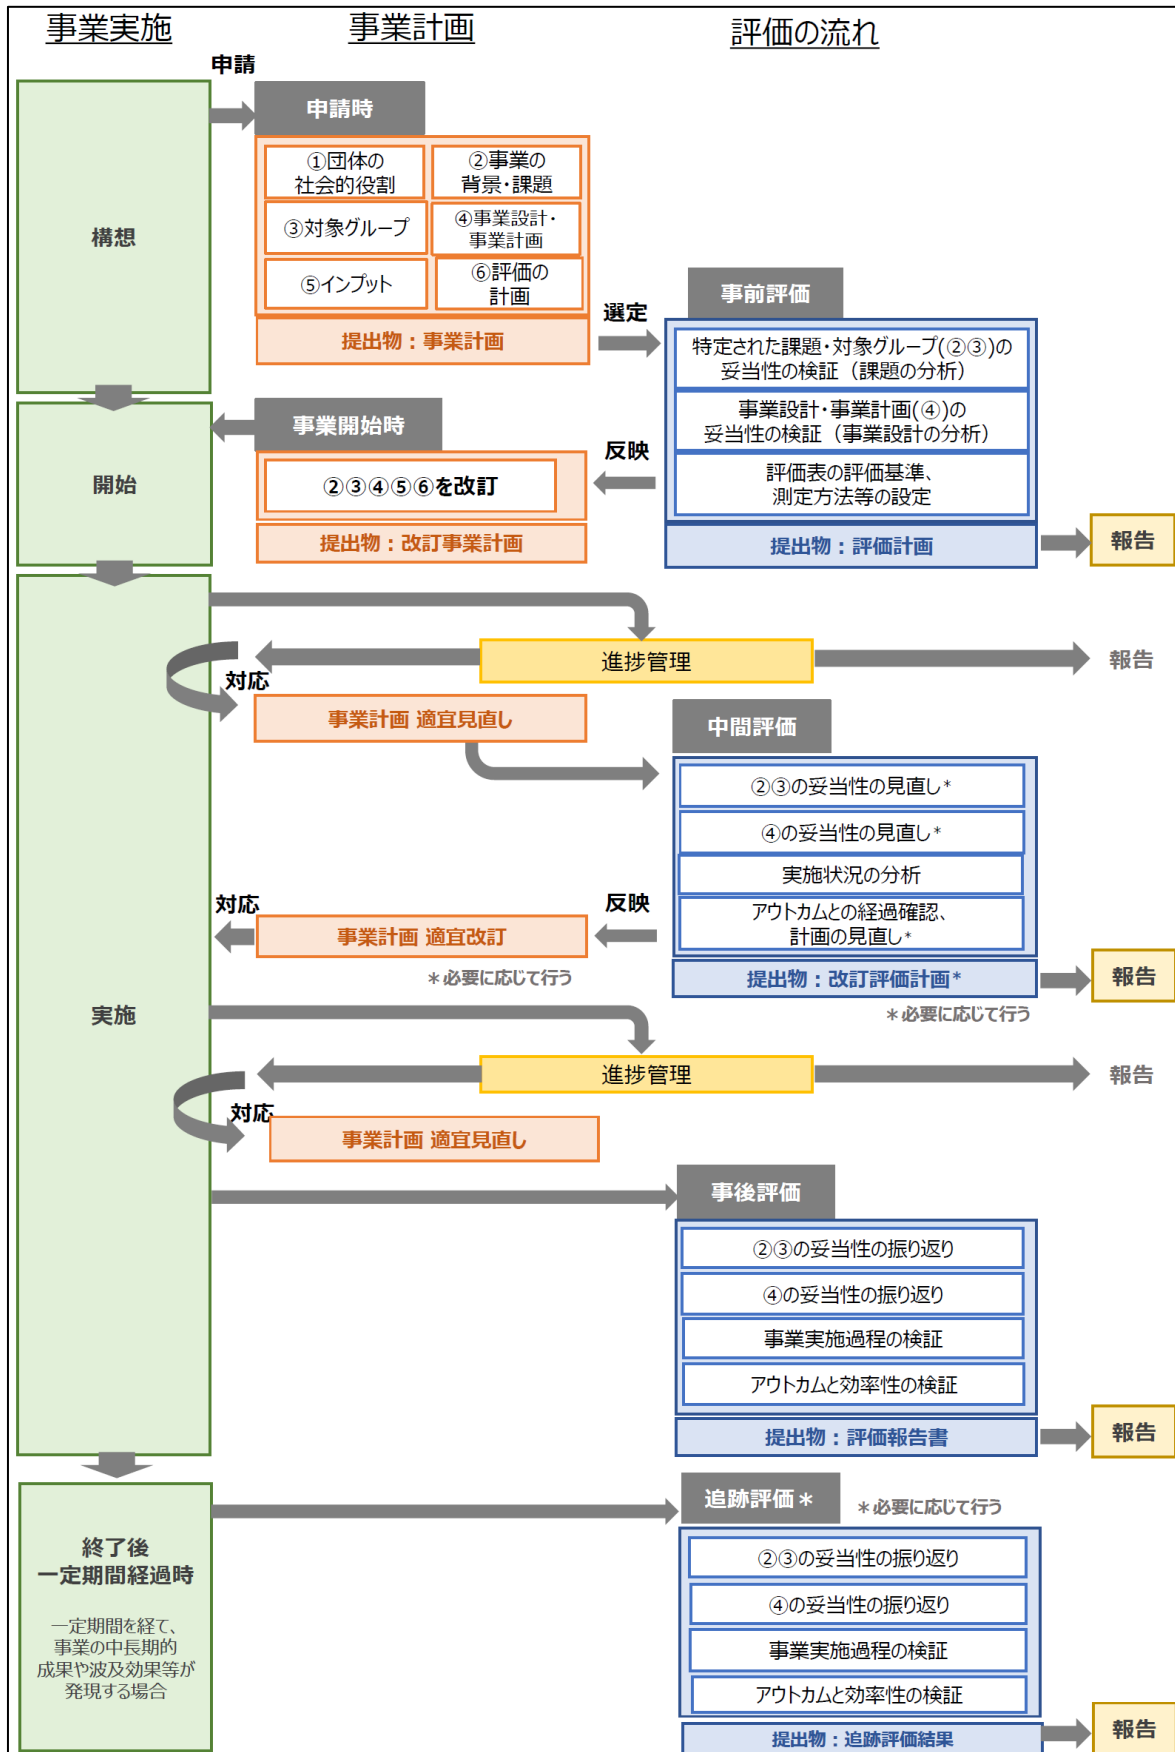 事業実施
事業計画
評価の流れ
申請
申請時
①団体の
社会的役割
②事業の
背景・課題
構想
③対象グループ
④事業設計・
事業計画
⑤インプット
⑥評価の
計画
提出物：事業計画
選定
事前評価
特定された課題・対象グループ(②③)の
妥当性の検証（課題の分析）
事業設計・事業計画(④)の
妥当性の検証（事業設計の分析）
評価表の評価基準、
測定方法等の設定
提出物：評価計画
報告
開始
事業開始時
反映
②③④⑤⑥を改訂
提出物：改訂事業計画
進捗管理
報告
対応
事業計画 適宜見直し
中間評価
②③の妥当性の見直し*
④の妥当性の見直し*
実施状況の分析
アウトカムとの経過確認、
計画の見直し*
提出物：改訂評価計画*
報告
＊必要に応じて行う
反映
対応
事業計画 適宜改訂
＊必要に応じて行う
実施
進捗管理
報告
対応
事業計画 適宜見直し
事後評価
②③の妥当性の振り返り
④の妥当性の振り返り
事業実施過程の検証
アウトカムと効率性の検証
提出物：評価報告書
報告
終了後
一定期間経過時
一定期間を経て、
事業の中長期的
成果や波及効果等が
発現する場合
追跡評価＊
＊必要に応じて行う
②③の妥当性の振り返り
④の妥当性の振り返り
事業実施過程の検証
アウトカムと効率性の検証
提出物：追跡評価結果
報告